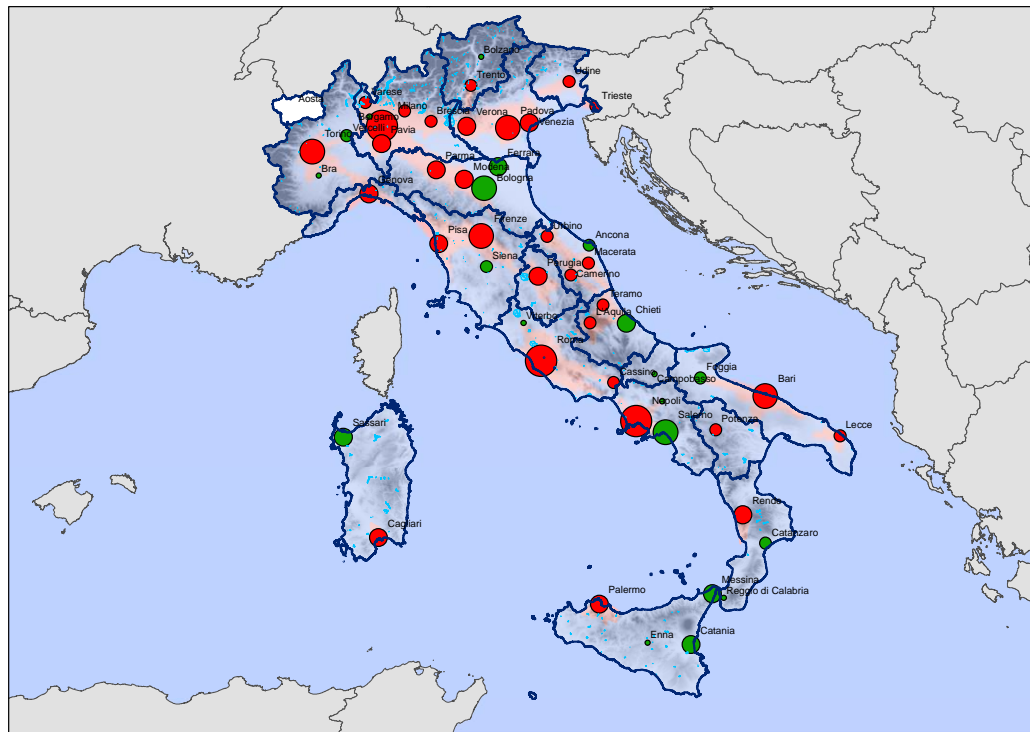 Bolzano
Trento
Udine
Aosta
Varese
Trieste
Milano
Bergamo
Brescia
Verona
Padova
Venezia
Vercelli
Torino
Pavia
Parma
Ferrara
Modena
Bra
Bologna
Genova
Firenze
Urbino
Pisa
Ancona
Macerata
Siena
Perugia
Camerino
Teramo
Viterbo
L'Aquila
Chieti
Roma
Cassino
Campobasso
Foggia
Bari
Napoli
Salerno
Potenza
Lecce
Sassari
Renda
Cagliari
Catanzaro
Messina
Reggio di Calabria
Palermo
Enna
Catania